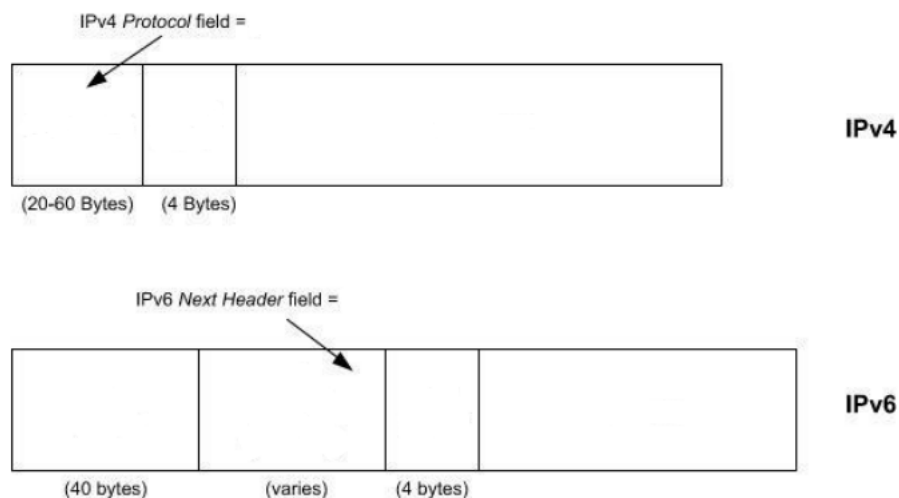 IPv4 Protocol field =
IPv4
(20-60 Bytes) (4 Bytes)
IPv6 Next Header field =
IPv6
(40 bytes) (varies) (4 bytes)